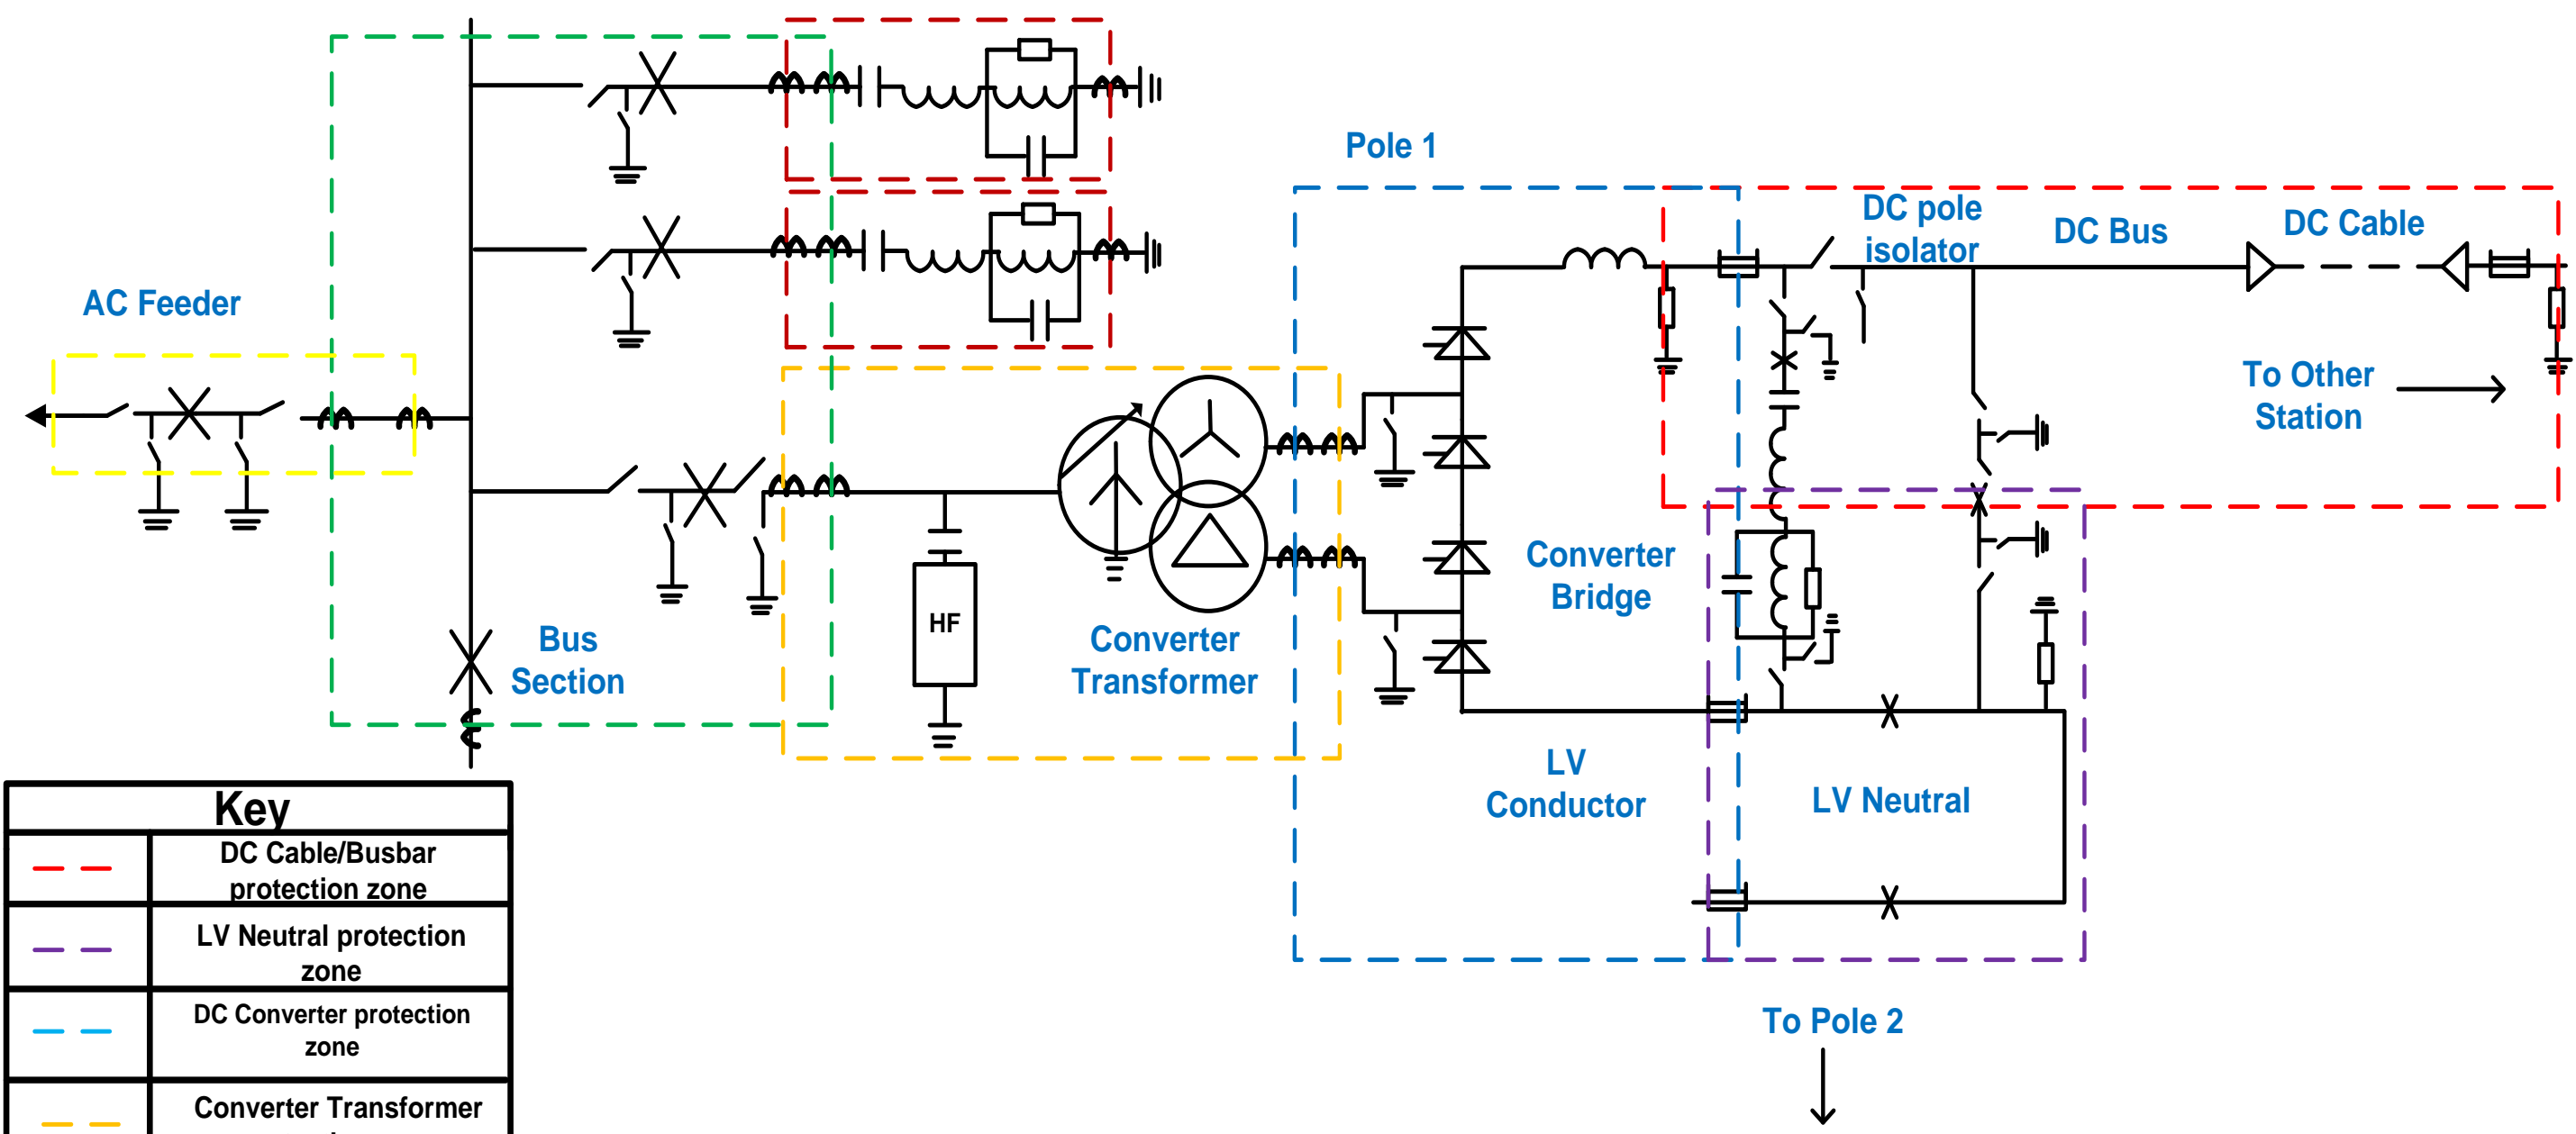 Pole 1
DC pole
isolator
DC Bus
DC Cable
AC Feeder
To Other
Station
Converter
Bridge
HF
Bus
Section
Converter
Transformer
LV
Conductor
LV Neutral
To Pole 2
Key
DC Cable/Busbar
protection zone
LV Neutral protection
zone
DC Converter protection
zone
Converter Transformer